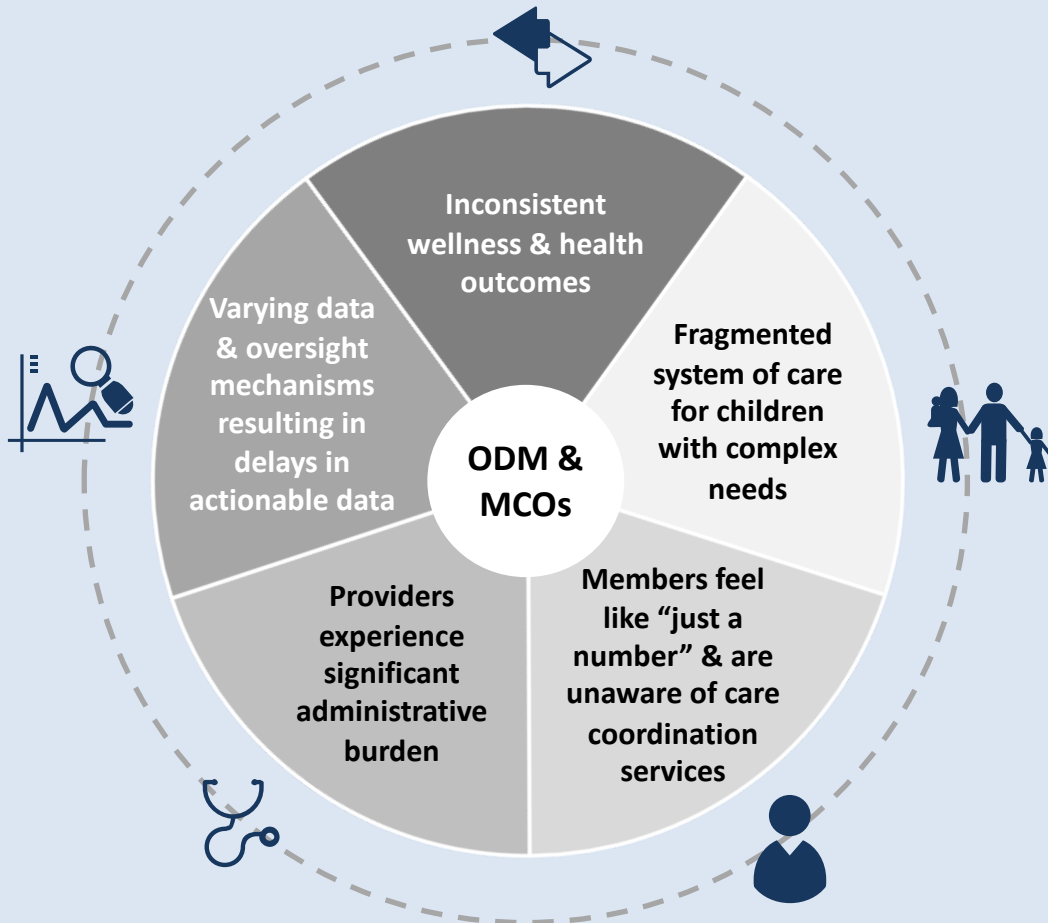 Inconsistent
wellness & health
outcomes
Fragmented
system of care
for children
with complex
needs
Members feel
like “just a
number” & are
unaware of care
coordination
services
Providers
experience
significant
administrative
burden
Varying data
& oversight
mechanisms
resulting in
delays in
actionable data
ODM &
MCOs